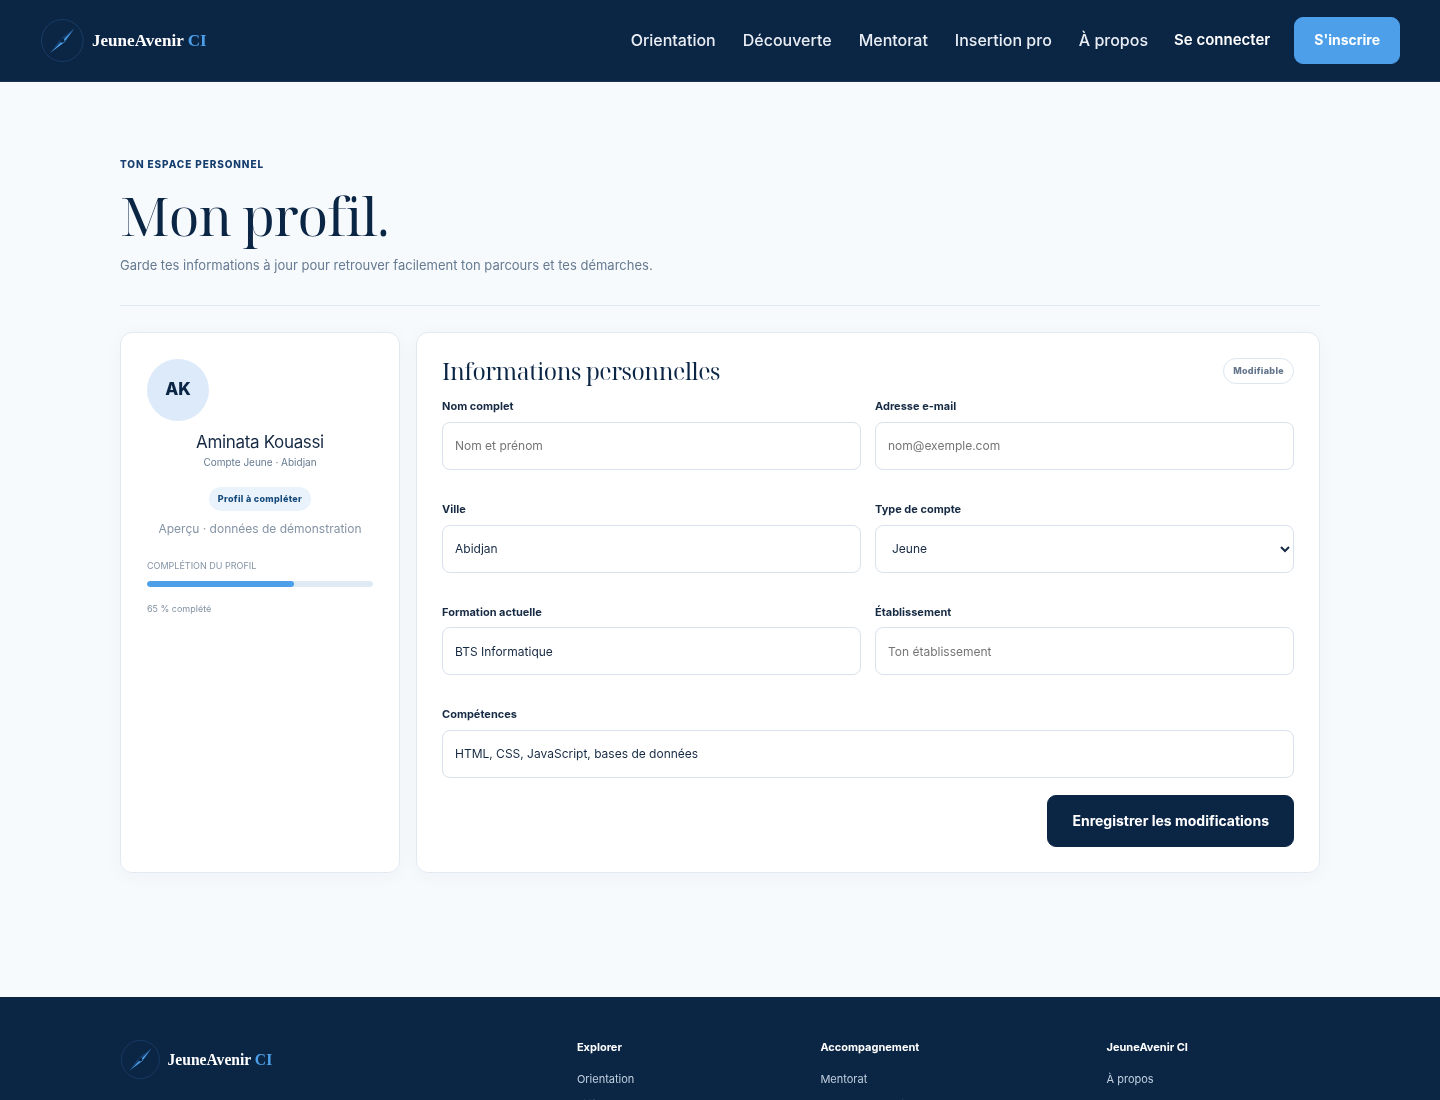 JeuneAvenir CI
Orientation
Découverte
Mentorat
Insertion pro
À propos
Se connecter
S'inscrire
TON ESPACE PERSONNEL
Mon profil.
Garde tes informations à jour pour retrouver facilement ton parcours et tes démarches.
AK
Aminata Kouassi
Compte Jeune · Abidjan
Profil à compléter
Aperçu · données de démonstration
COMPLÉTION DU PROFIL
65 % complété
Informations personnelles
Modifiable
Nom complet
Nom et prénom
Adresse e-mail
nom@exemple.com
Ville
Abidjan
Type de compte
Jeune
Formation actuelle
BTS Informatique
Établissement
Ton établissement
Compétences
HTML, CSS, JavaScript, bases de données
Enregistrer les modifications
JeuneAvenir CI
Explorer
Orientation
Accompagnement
Mentorat
JeuneAvenir CI
À propos